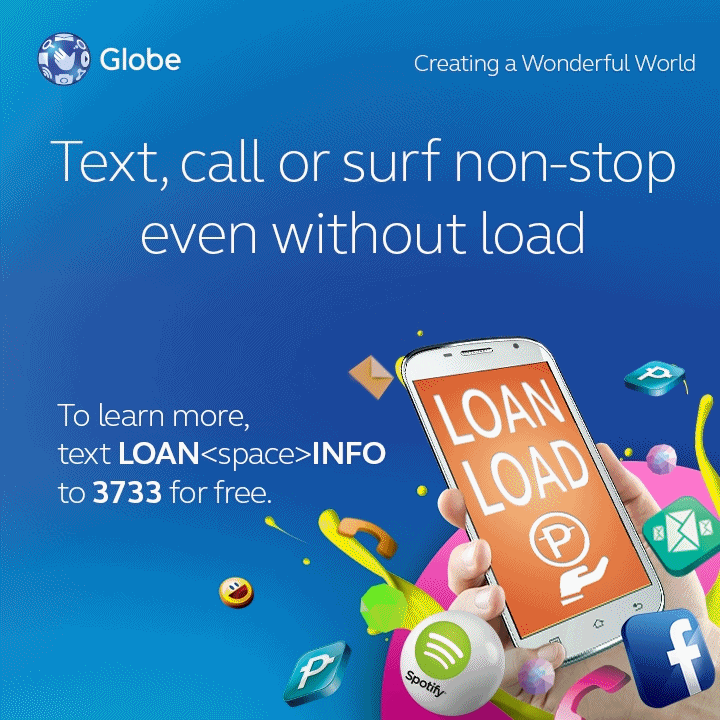 Globe
Creating a Wonderful World
Text, call or surf non-stop
even without load
To learn more,
text LOAN<space>INFO
to 3733 for free.
LOAN
LOAD
₱
Spotify
f
₱
₱